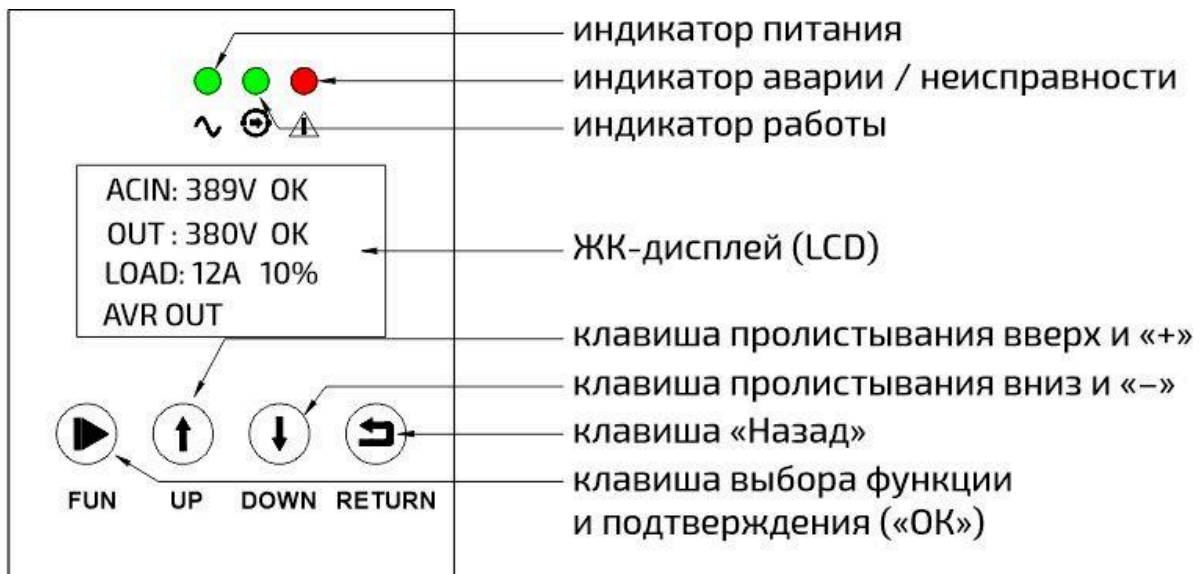 индикатор питания
индикатор аварии / неисправности
индикатор работы
ACIN: 389V OK
OUT : 380V OK
LOAD: 12A 10%
AVR OUT
ЖК-дисплей (LCD)
клавиша пролистывания вверх и «+»
клавиша пролистывания вниз и «–»
клавиша «Назад»
клавиша выбора функции
и подтверждения («ОК»)
FUN UP DOWN RETURN